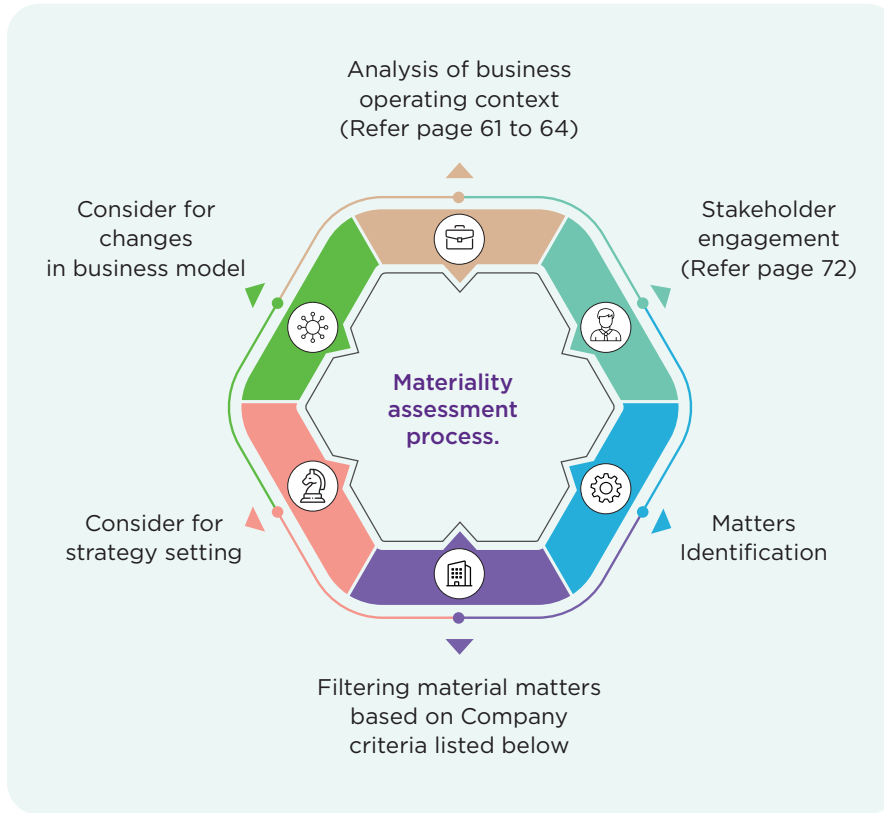 Analysis of business
operating context
(Refer page 61 to 64)
Stakeholder
engagement
(Refer page 72)
Matters
Identification
Filtering material matters
based on Company
criteria listed below
Consider for
strategy setting
Consider for
changes
in business model
Materiality
assessment
process.